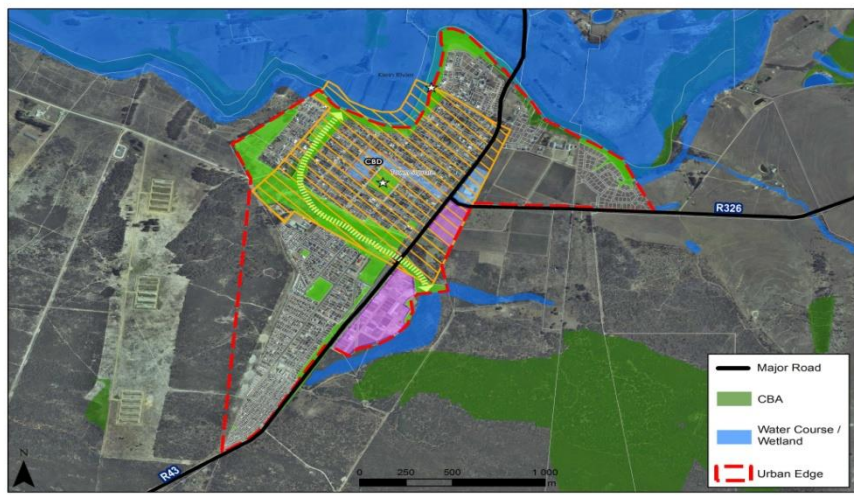 CBD
R326
R43
N
0
250
500
1 000
m
Major Road
CBA
Water Course /
Wetland
Urban Edge